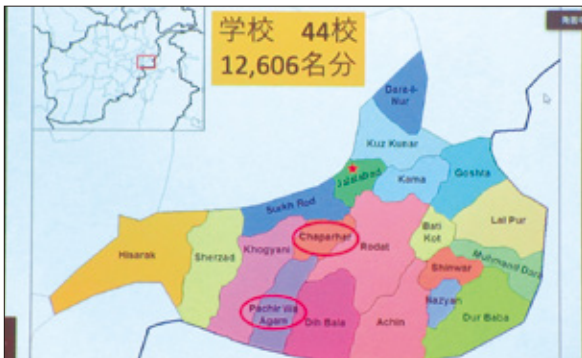 学校 44校
12,606名分
Dara-I-
Nur
Kuz Kunar
Jalalabad
Kama
Goshta
Surkh Rod
Lal Pur
Chaparhar
Bati
Kot
Hisarak
Sherzad
Khogyani
Rodat
Muhmand Dara
Shinwar
Pachir Wa
Agam
Nazyan
Dih Bala
Achin
Dur Baba